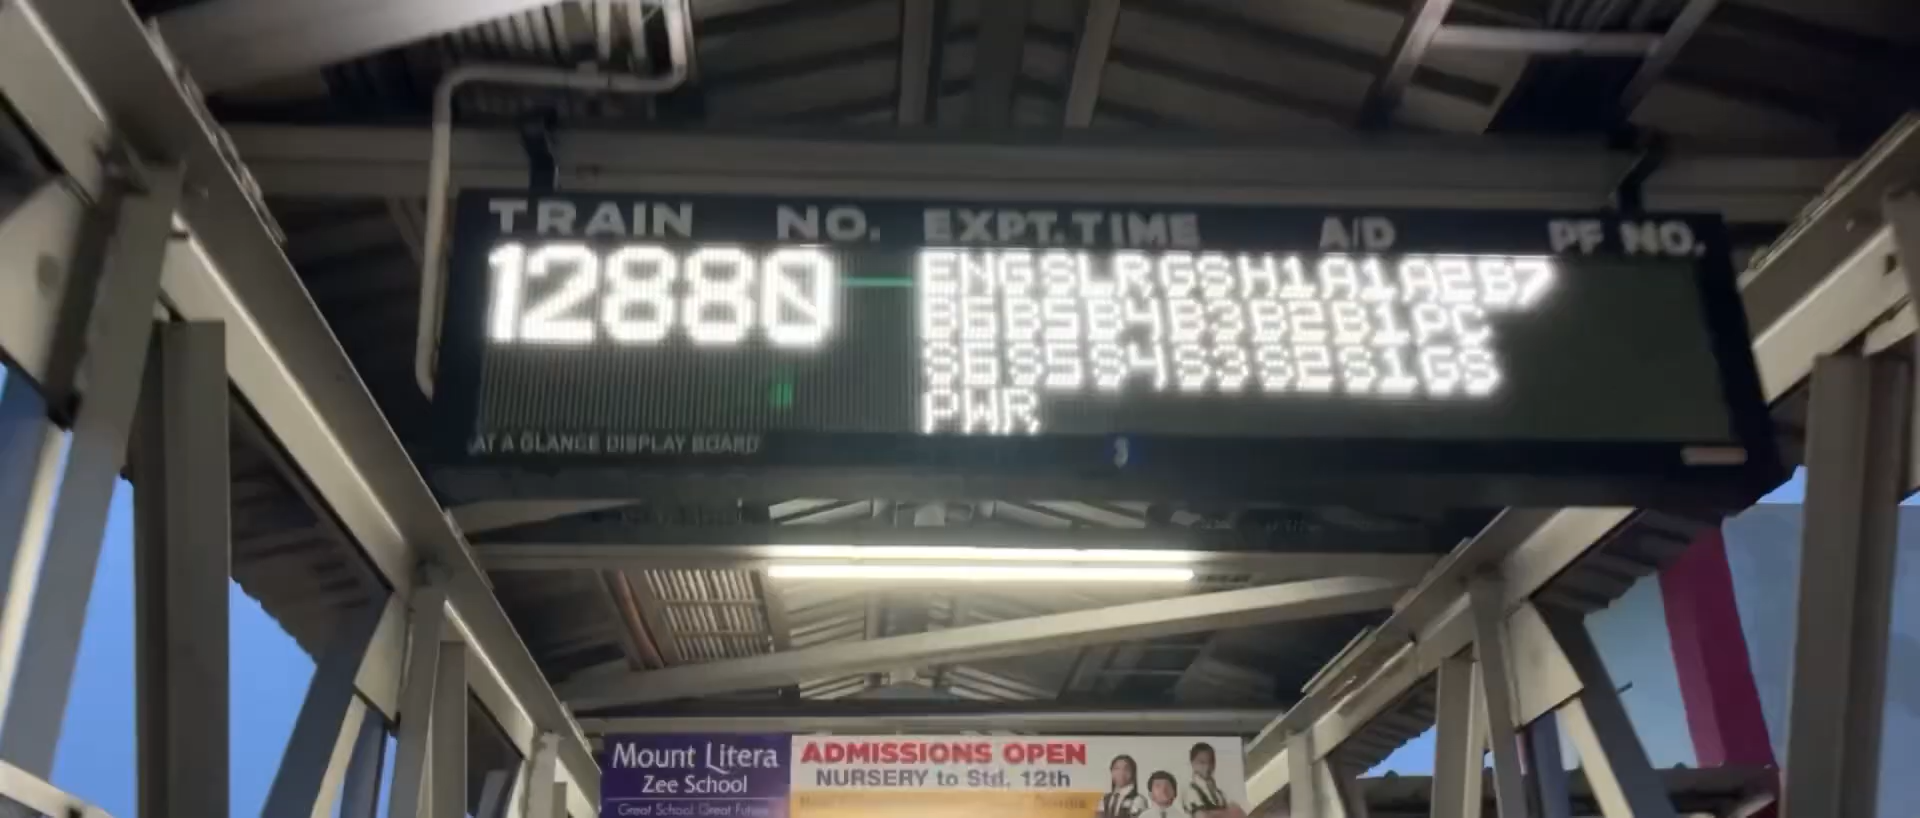 TRAIN NO. EXPT.TIME A/D PF NO.
12880
ENGSLRGSH1A1A2B7
B6B5B4B3B2B1PC
S6S5S4S3S2S1GS
PWR
AT A GLANCE DISPLAY BOARD
3
Mount Litera
Zee School
Great School. Great Future
ADMISSIONS OPEN
NURSERY to Std. 12th